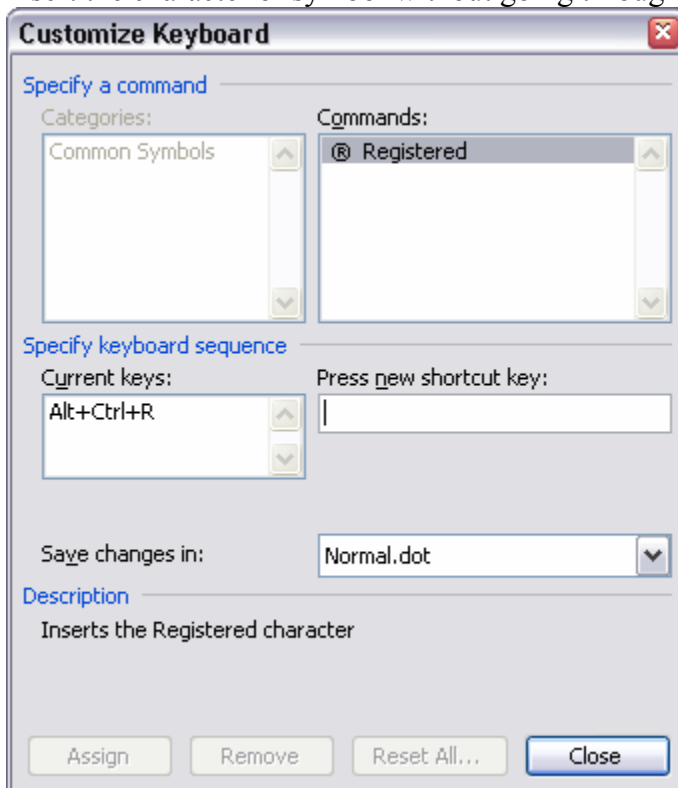 Customize Keyboard
Specify a command
Categories:
Commands:
Common Symbols
® Registered
Specify keyboard sequence
Current keys:
Press new shortcut key:
Alt+Ctrl+R
Save changes in:
Normal.dot
Description
Inserts the Registered character
Assign
Remove
Reset All...
Close